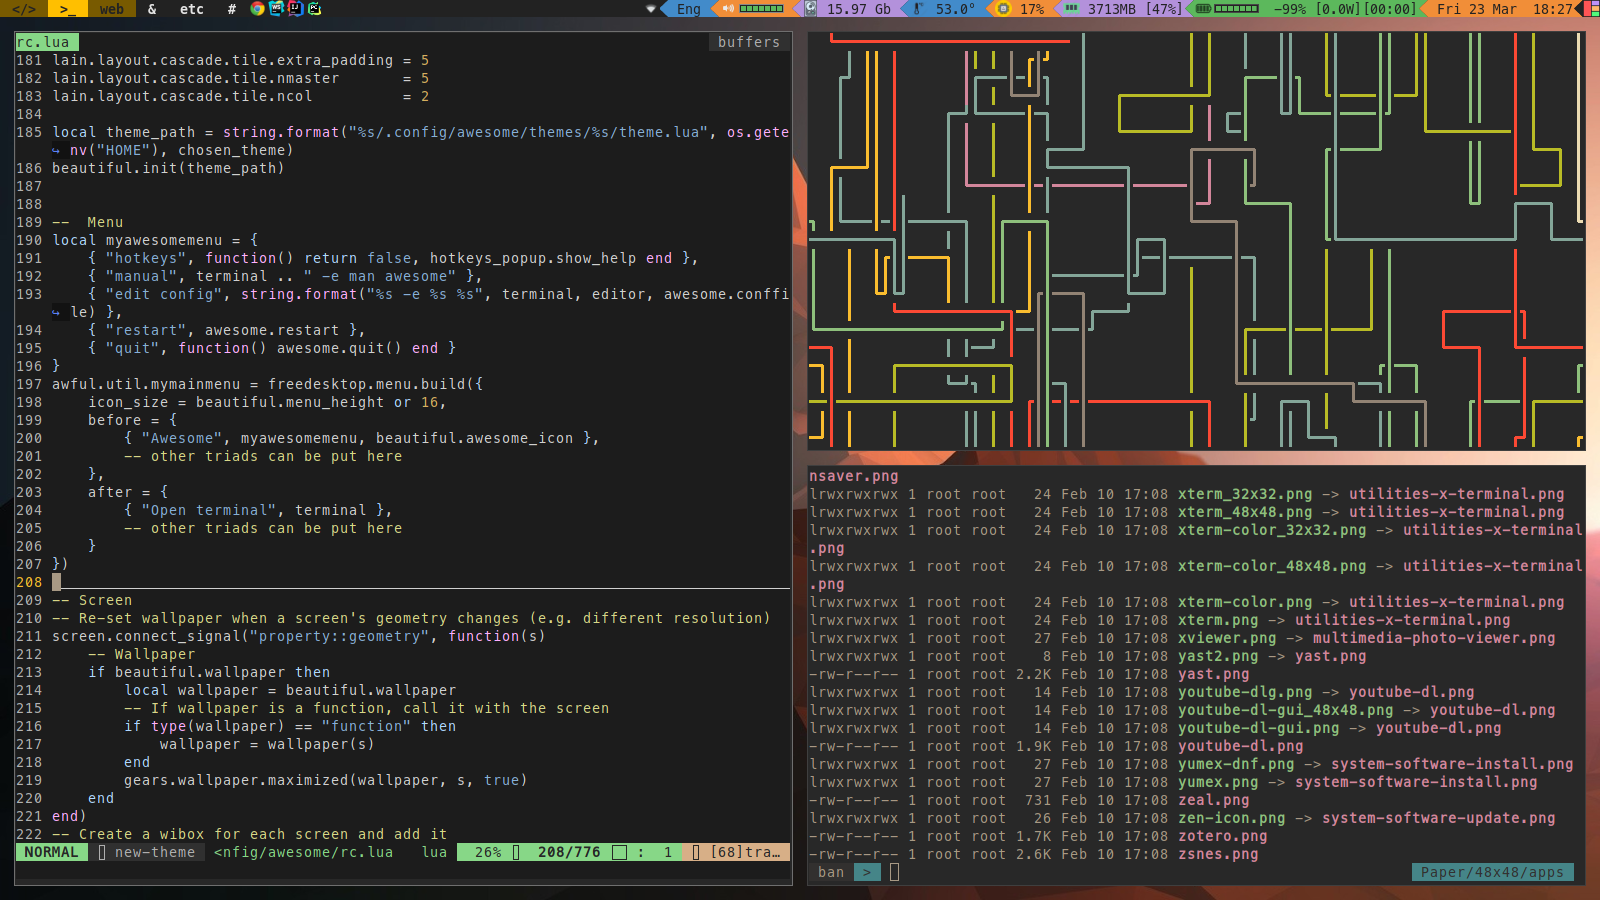 </> >_ web & etc # Eng 15.97 Gb 53.0° 17% 3713MB [47%] -99% [0.0W][00:00] Fri 23 Mar 18:27
rc.lua buffers
181 lain.layout.cascade.tile.extra_padding = 5
182 lain.layout.cascade.tile.nmaster       = 5
183 lain.layout.cascade.tile.ncol          = 2
184
185 local theme_path = string.format("%s/.config/awesome/themes/%s/theme.lua", os.gete
↪ nv("HOME"), chosen_theme)
186 beautiful.init(theme_path)
187
188
189 --  Menu
190 local myawesomemenu = {
191     { "hotkeys", function() return false, hotkeys_popup.show_help end },
192     { "manual", terminal .. " -e man awesome" },
193     { "edit config", string.format("%s -e %s %s", terminal, editor, awesome.conffi
↪ le) },
194     { "restart", awesome.restart },
195     { "quit", function() awesome.quit() end }
196 }
197 awful.util.mymainmenu = freedesktop.menu.build({
198     icon_size = beautiful.menu_height or 16,
199     before = {
200         { "Awesome", myawesomemenu, beautiful.awesome_icon },
201         -- other triads can be put here
202     },
203     after = {
204         { "Open terminal", terminal },
205         -- other triads can be put here
206     }
207 })
208
209 -- Screen
210 -- Re-set wallpaper when a screen's geometry changes (e.g. different resolution)
211 screen.connect_signal("property::geometry", function(s)
212     -- Wallpaper
213     if beautiful.wallpaper then
214         local wallpaper = beautiful.wallpaper
215         -- If wallpaper is a function, call it with the screen
216         if type(wallpaper) == "function" then
217             wallpaper = wallpaper(s)
218         end
219         gears.wallpaper.maximized(wallpaper, s, true)
220     end
221 end)
222 -- Create a wibox for each screen and add it
NORMAL new-theme <nfig/awesome/rc.lua lua 26% 208/776 : 1 [68]tra…
nsaver.png
lrwxrwxrwx 1 root root   24 Feb 10 17:08 xterm_32x32.png -> utilities-x-terminal.png
lrwxrwxrwx 1 root root   24 Feb 10 17:08 xterm_48x48.png -> utilities-x-terminal.png
lrwxrwxrwx 1 root root   24 Feb 10 17:08 xterm-color_32x32.png -> utilities-x-terminal
.png
lrwxrwxrwx 1 root root   24 Feb 10 17:08 xterm-color_48x48.png -> utilities-x-terminal
.png
lrwxrwxrwx 1 root root   24 Feb 10 17:08 xterm-color.png -> utilities-x-terminal.png
lrwxrwxrwx 1 root root   24 Feb 10 17:08 xterm.png -> utilities-x-terminal.png
lrwxrwxrwx 1 root root   27 Feb 10 17:08 xviewer.png -> multimedia-photo-viewer.png
lrwxrwxrwx 1 root root    8 Feb 10 17:08 yast2.png -> yast.png
-rw-r--r-- 1 root root 2.2K Feb 10 17:08 yast.png
lrwxrwxrwx 1 root root   14 Feb 10 17:08 youtube-dlg.png -> youtube-dl.png
lrwxrwxrwx 1 root root   14 Feb 10 17:08 youtube-dl-gui_48x48.png -> youtube-dl.png
lrwxrwxrwx 1 root root   14 Feb 10 17:08 youtube-dl-gui.png -> youtube-dl.png
-rw-r--r-- 1 root root 1.9K Feb 10 17:08 youtube-dl.png
lrwxrwxrwx 1 root root   27 Feb 10 17:08 yumex-dnf.png -> system-software-install.png
lrwxrwxrwx 1 root root   27 Feb 10 17:08 yumex.png -> system-software-install.png
-rw-r--r-- 1 root root  731 Feb 10 17:08 zeal.png
lrwxrwxrwx 1 root root   26 Feb 10 17:08 zen-icon.png -> system-software-update.png
-rw-r--r-- 1 root root 1.7K Feb 10 17:08 zotero.png
-rw-r--r-- 1 root root 2.6K Feb 10 17:08 zsnes.png
ban > Paper/48x48/apps